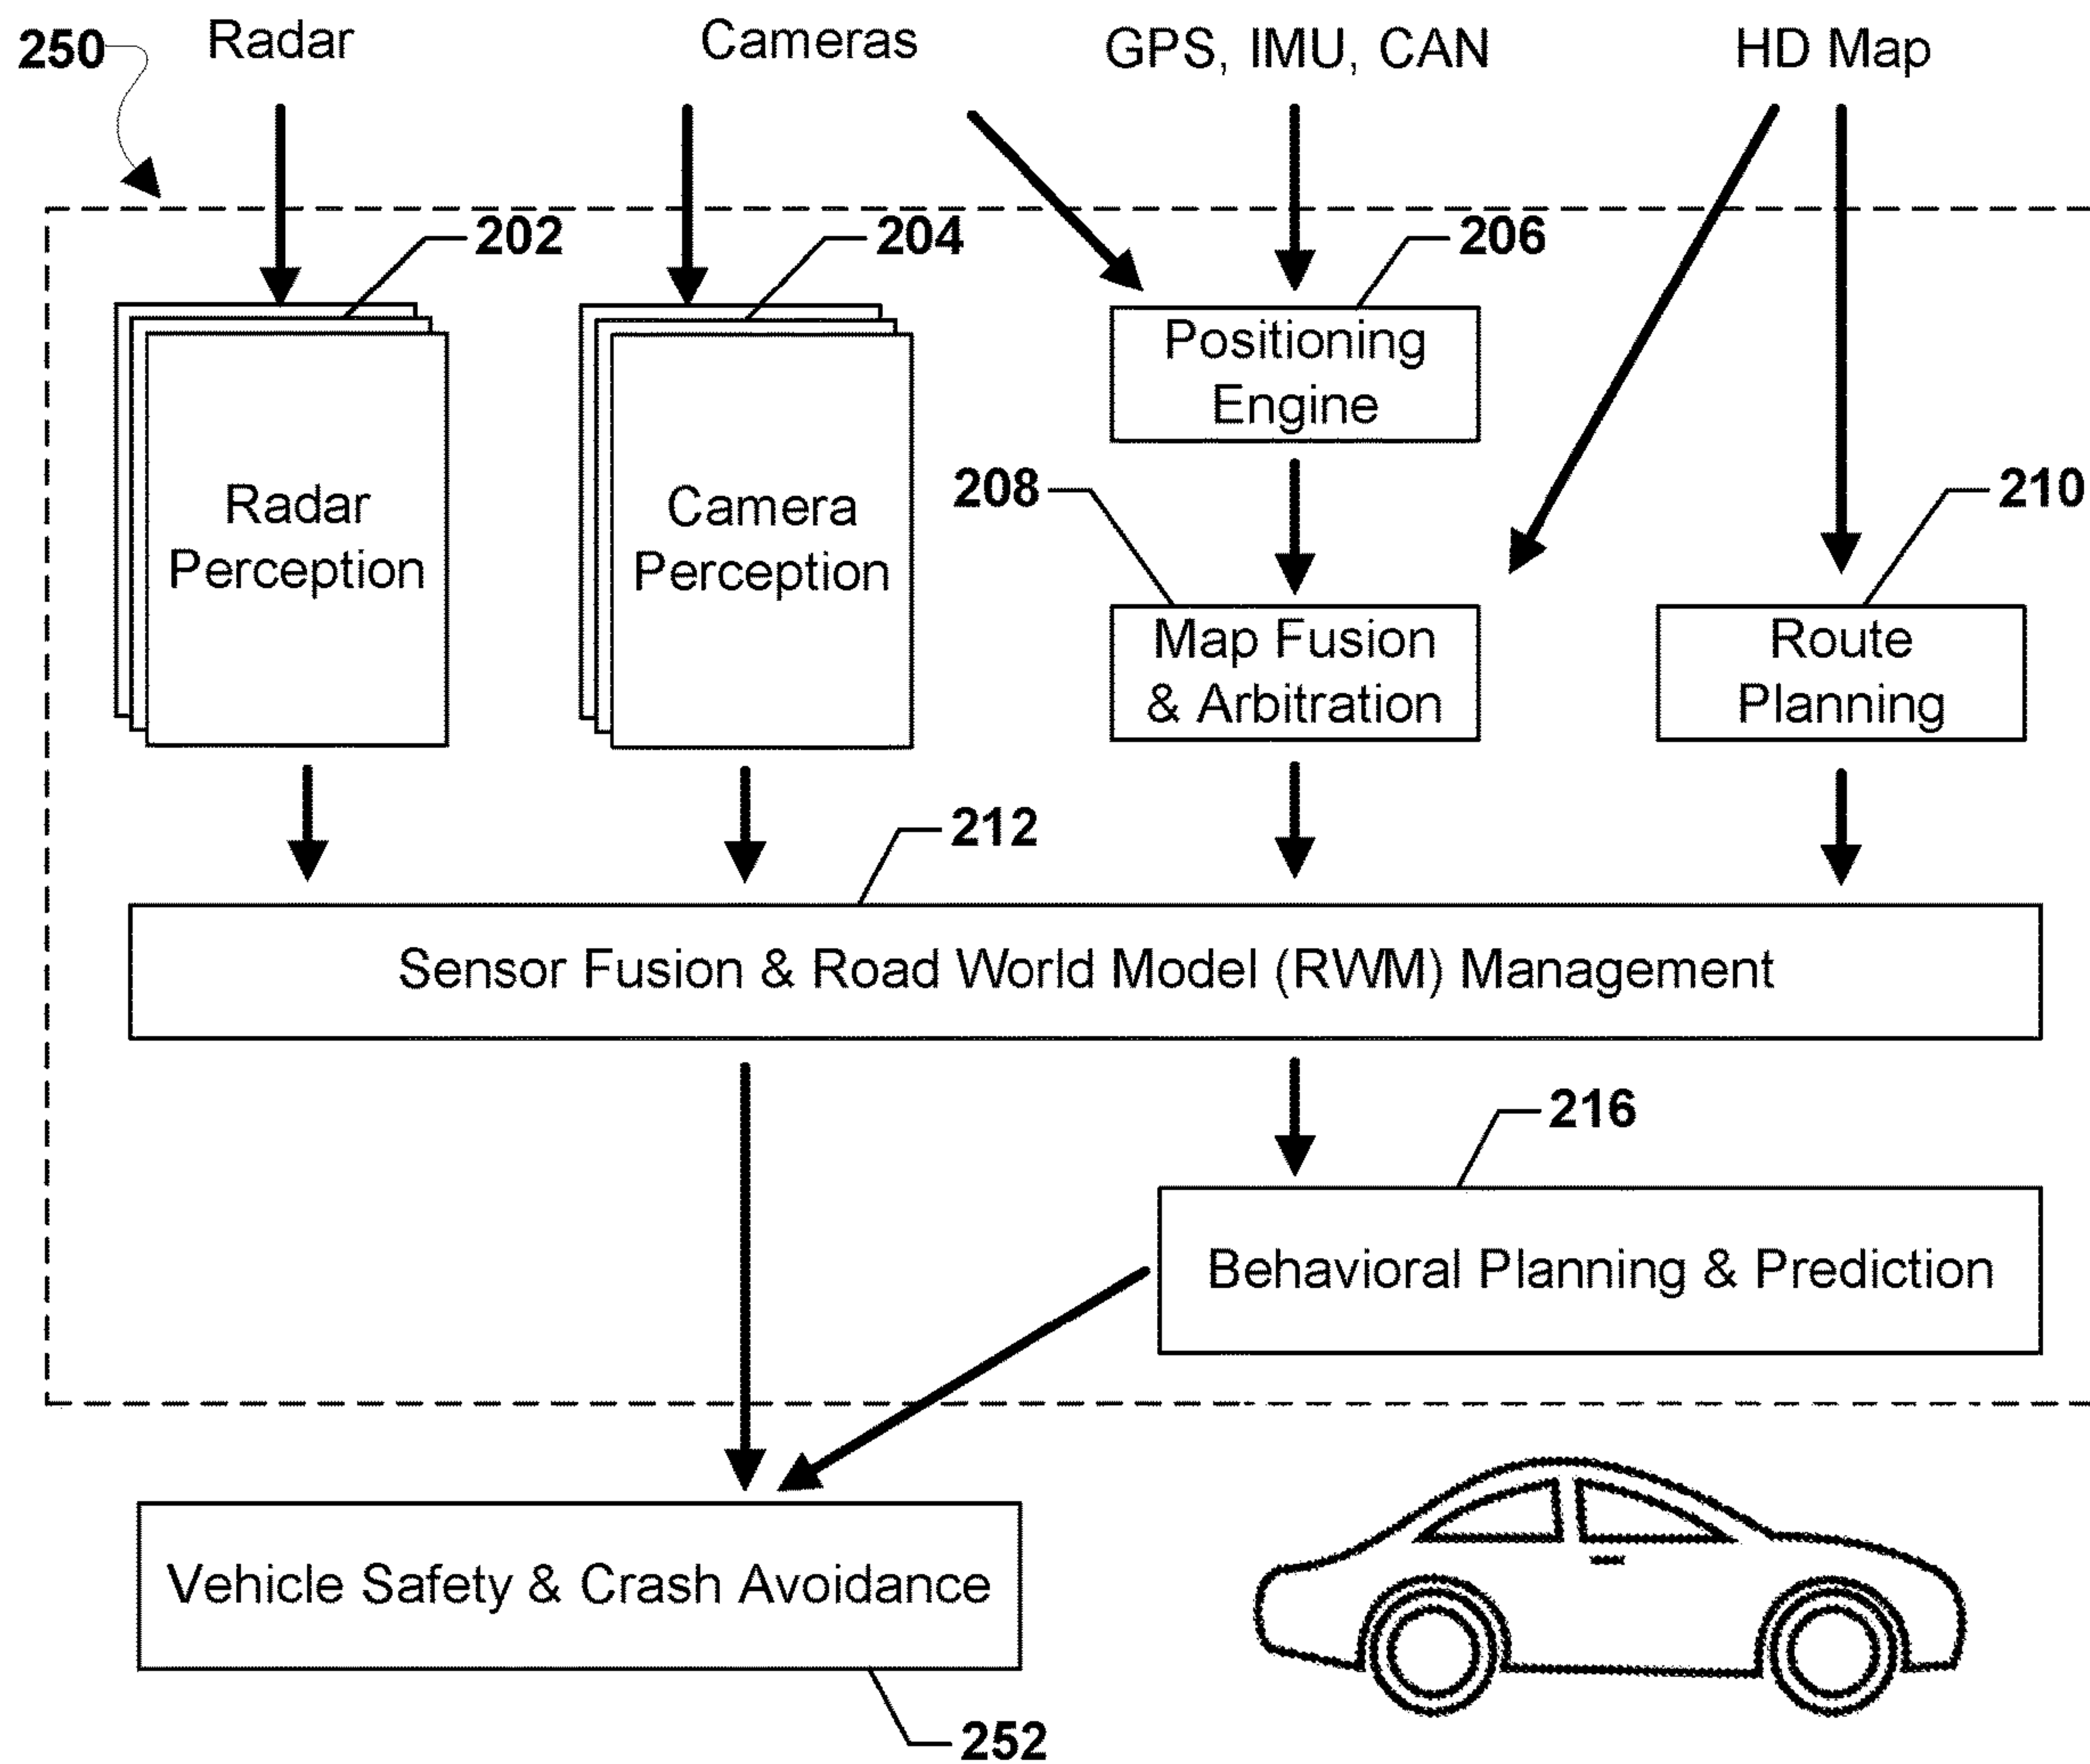 250
Radar
Cameras
GPS, IMU, CAN
HD Map
202
204
206
Positioning
Engine
Radar
Perception
Camera
Perception
208
210
Map Fusion
& Arbitration
Route
Planning
212
Sensor Fusion & Road World Model (RWM) Management
216
Behavioral Planning & Prediction
Vehicle Safety & Crash Avoidance
252